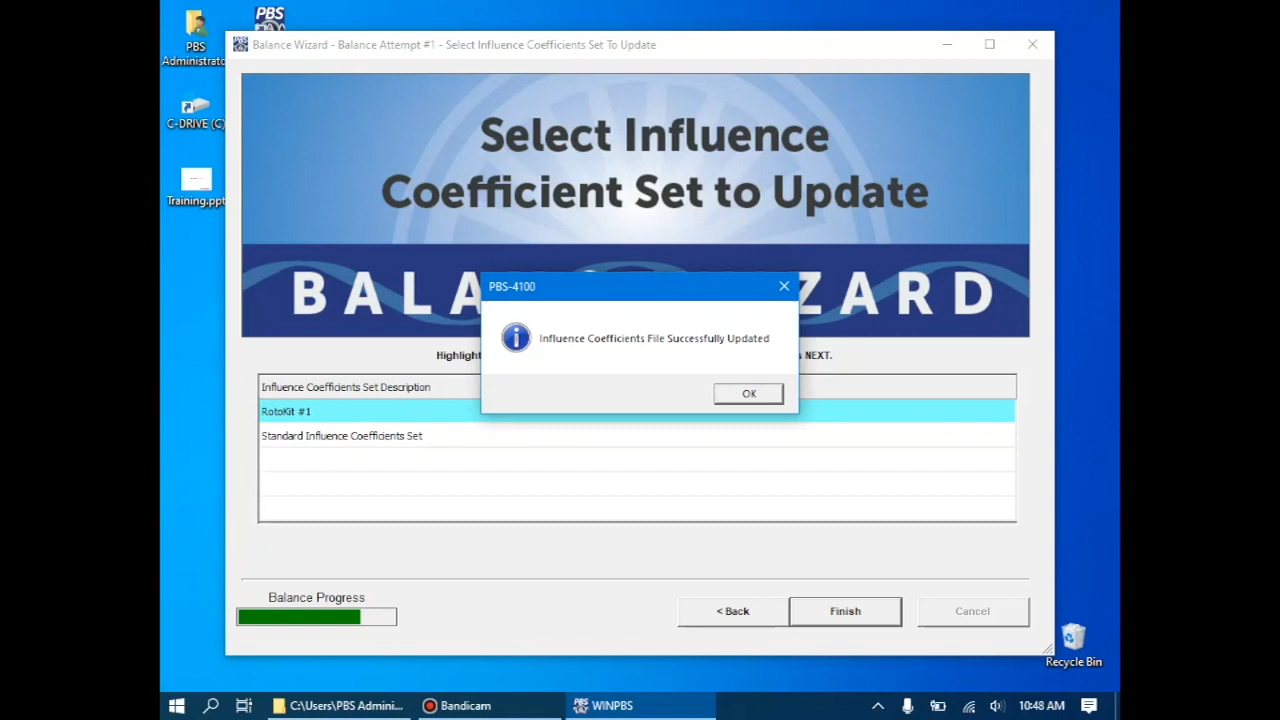 PBS
PBS
Administrato
C-DRIVE (C)
Training.ppt
Balance Wizard - Balance Attempt #1 - Select Influence Coefficients Set To Update
Select Influence
Coefficient Set to Update
BALA ZARD
PBS-4100
Influence Coefficients File Successfully Updated
OK
Highlight NEXT.
Influence Coefficients Set Description
RotoKit #1
Standard Influence Coefficients Set
Balance Progress
< Back
Finish
Cancel
Recycle Bin
C:\Users\PBS Admini...
Bandicam
PBS
WINPBS
10:48 AM